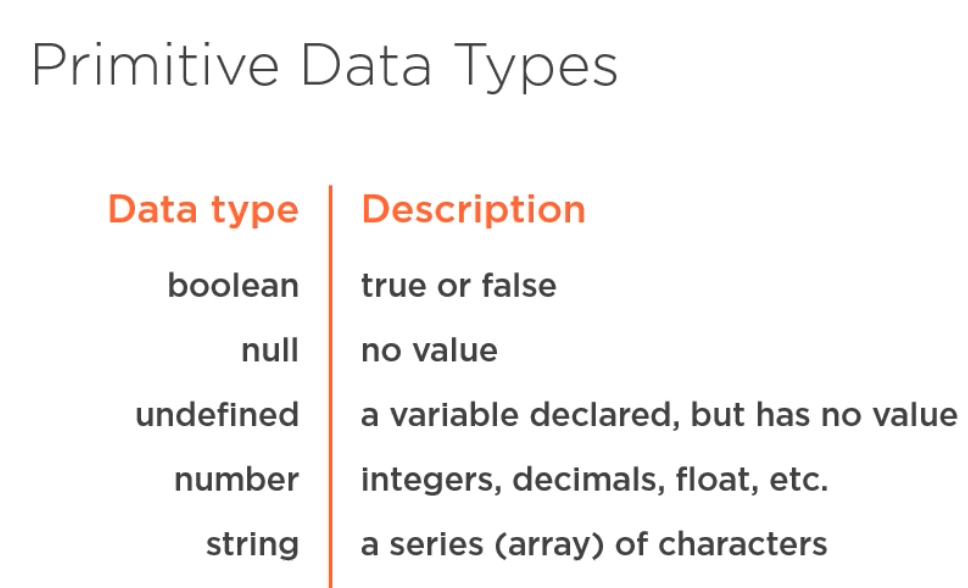 Primitive Data Types
Data type Description
boolean true or false
null no value
undefined a variable declared, but has no value
number integers, decimals, float, etc.
string a series (array) of characters